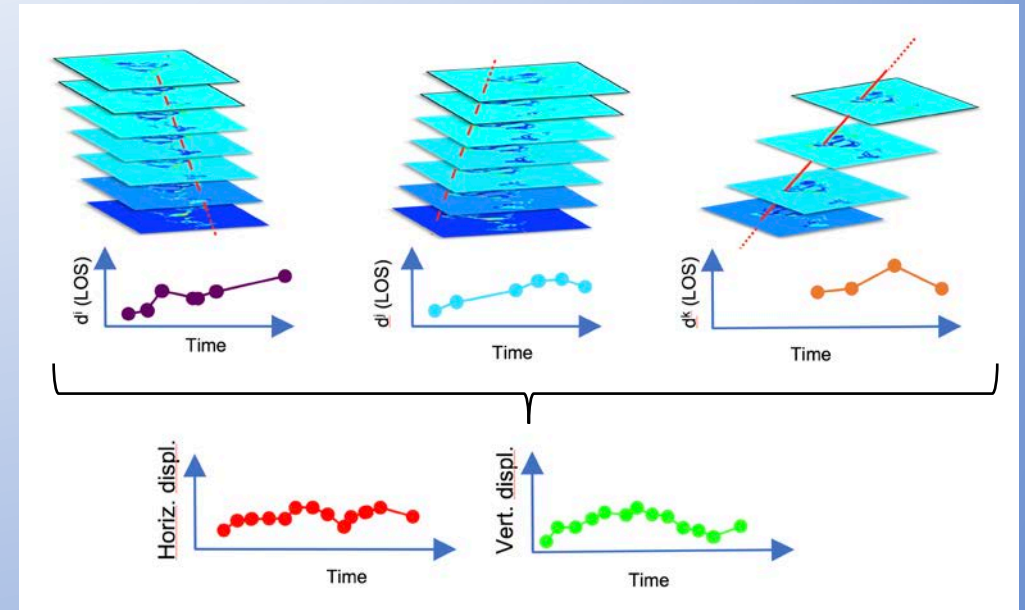 dⁱ (LOS)
Time
dʲ (LOS)
Time
dᵏ (LOS)
Time
Horiz. displ.
Time
Vert. displ.
Time